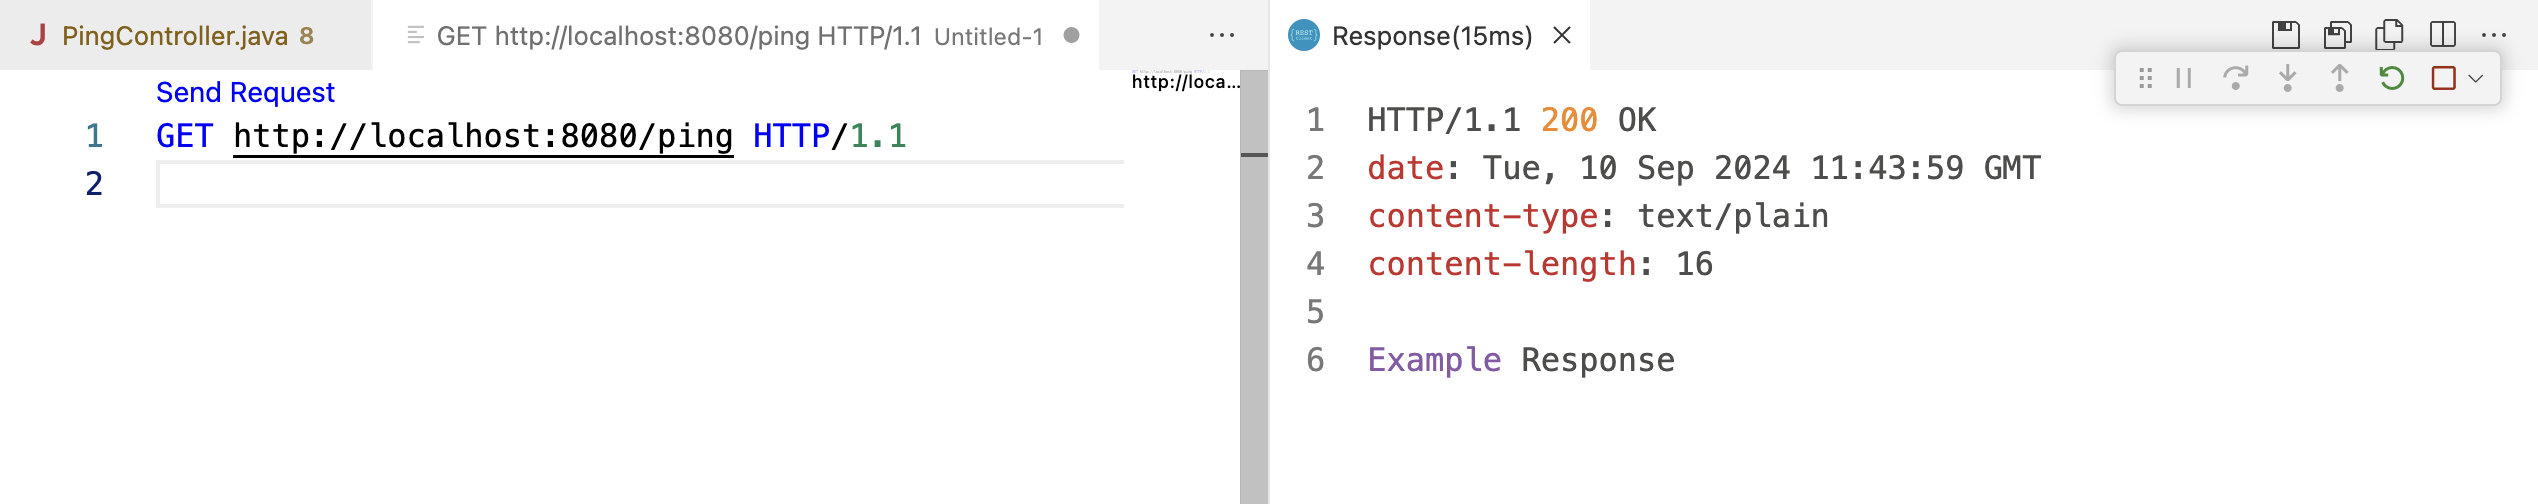 PingController.java 8
GET http://localhost:8080/ping HTTP/1.1 Untitled-1
Send Request
1 GET http://localhost:8080/ping HTTP/1.1
2
http://loca...
REST
Response(15ms)
1 HTTP/1.1 200 OK
2 date: Tue, 10 Sep 2024 11:43:59 GMT
3 content-type: text/plain
4 content-length: 16
5
6 Example Response